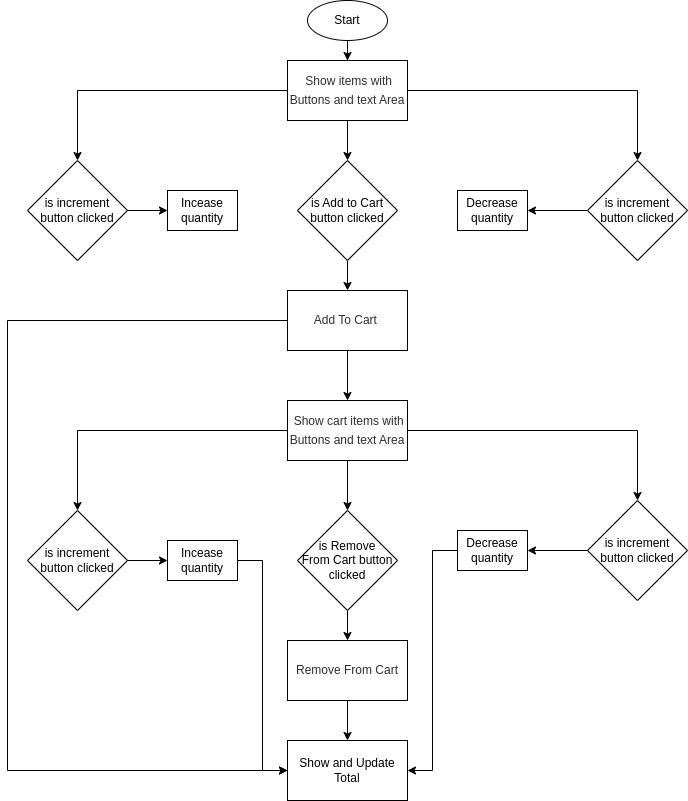 Start
Show items with
Buttons and text Area
is increment
button clicked
Incease
quantity
is Add to Cart
button clicked
Decrease
quantity
is increment
button clicked
Add To Cart
Show cart items with
Buttons and text Area
is increment
button clicked
Incease
quantity
is Remove
From Cart button
clicked
Decrease
quantity
is increment
button clicked
Remove From Cart
Show and Update
Total